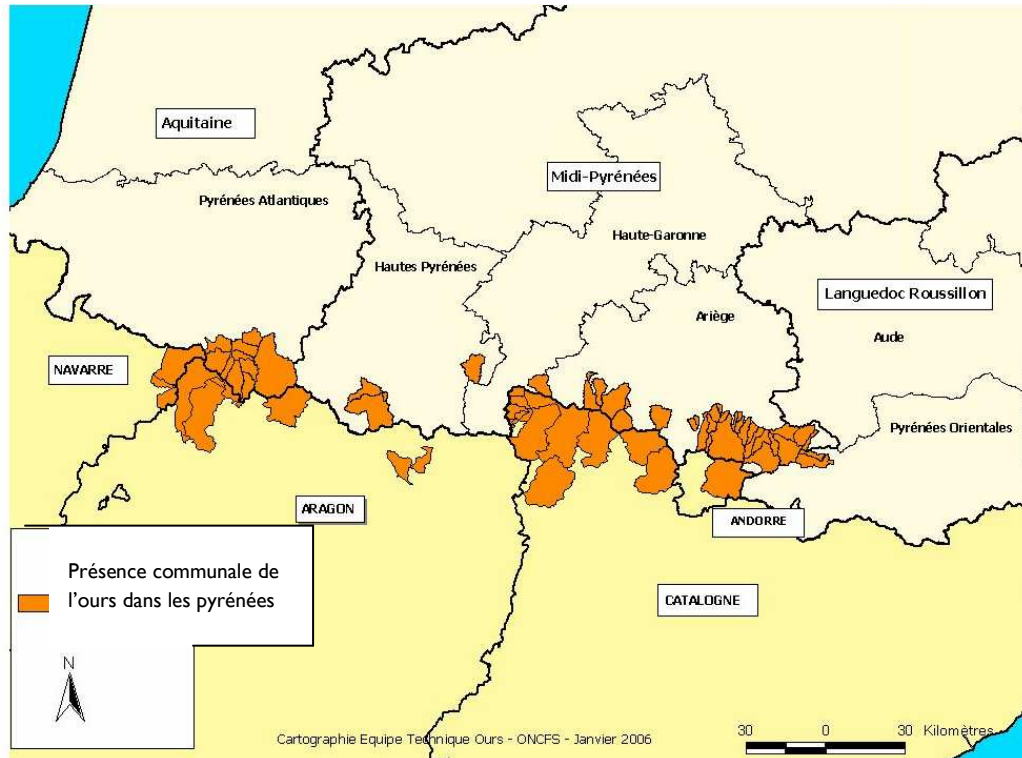 Aquitaine
Midi-Pyrénées
Pyrénées Atlantiques
Haute-Garonne
Hautes Pyrénées
Languedoc Roussillon
Ariège
Aude
NAVARRE
Pyrénées Orientales
ARAGON
ANDORRE
Présence communale de
l'ours dans les pyrénées
CATALOGNE
N
30 0 30 Kilomètres
Cartographie Equipe Technique Ours - ONCFS - Janvier 2006